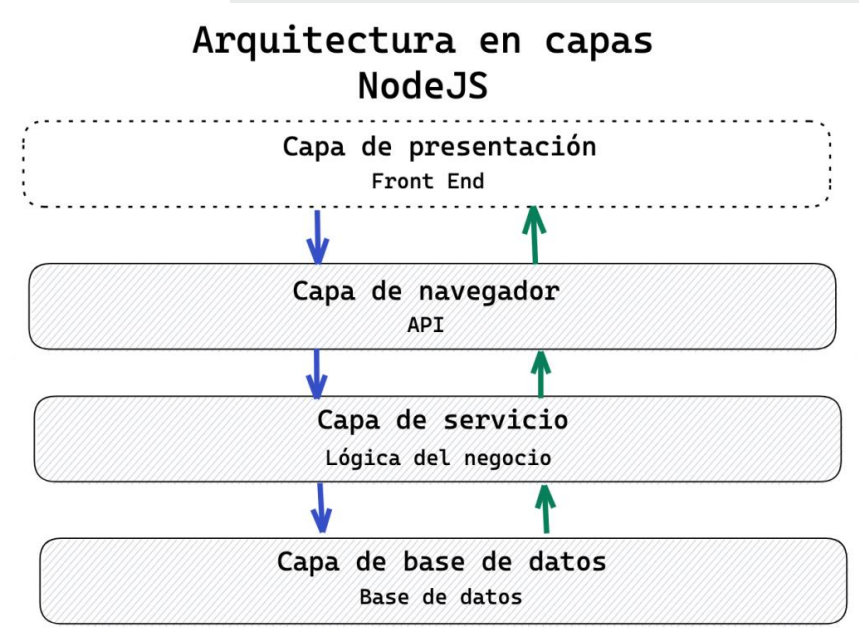 Arquitectura en capas
NodeJS
Capa de presentación
Front End
Capa de navegador
API
Capa de servicio
Lógica del negocio
Capa de base de datos
Base de datos